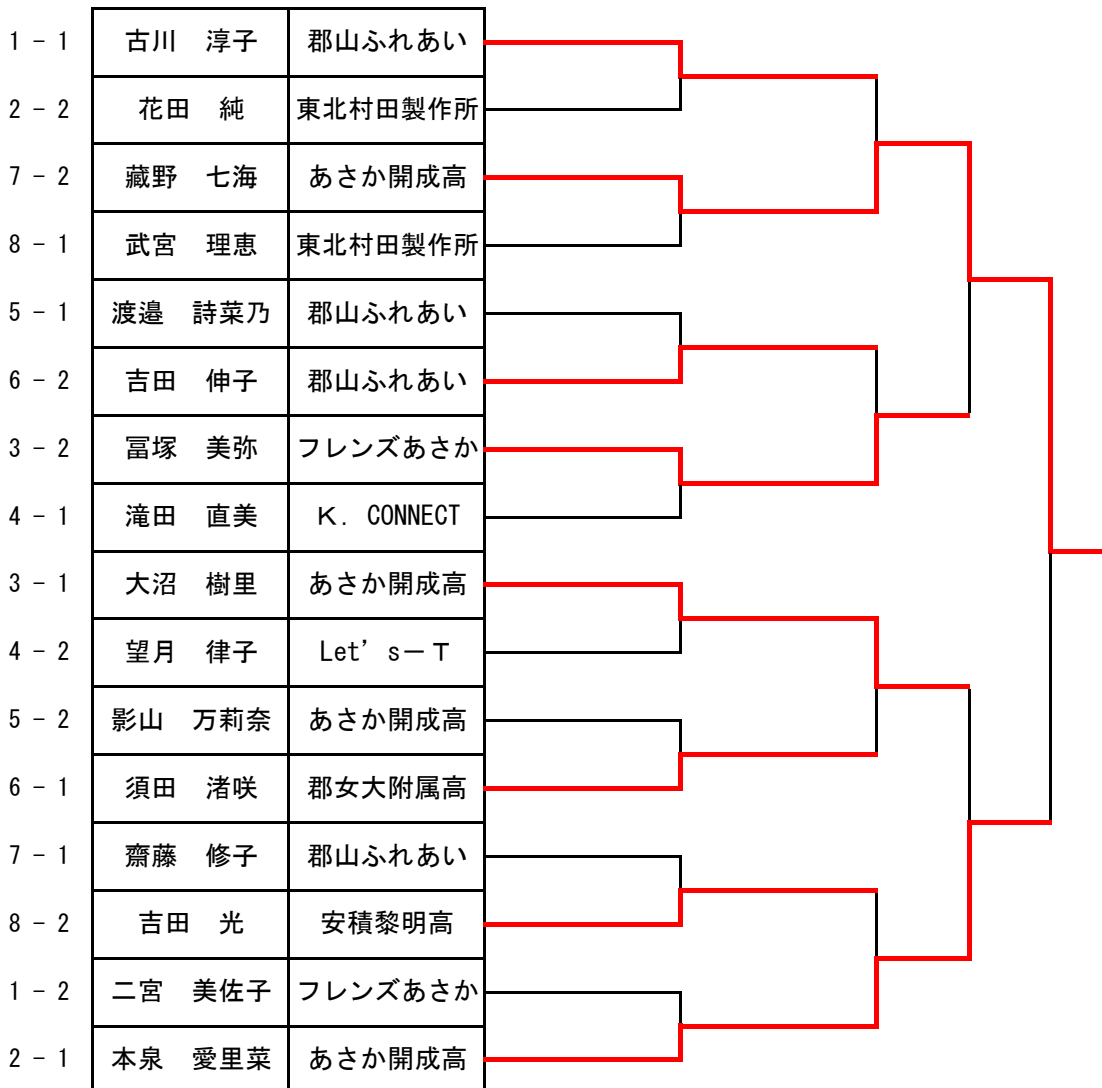 1 - 1 古川　淳子 郡山ふれあい
2 - 2 花田　純 東北村田製作所
7 - 2 藏野　七海 あさか開成高
8 - 1 武宮　理恵 東北村田製作所
5 - 1 渡邉　詩菜乃 郡山ふれあい
6 - 2 吉田　伸子 郡山ふれあい
3 - 2 冨塚　美弥 フレンズあさか
4 - 1 滝田　直美 Ｋ．CONNECT
3 - 1 大沼　樹里 あさか開成高
4 - 2 望月　律子 Let’s－Ｔ
5 - 2 影山　万莉奈 あさか開成高
6 - 1 須田　渚咲 郡女大附属高
7 - 1 齋藤　修子 郡山ふれあい
8 - 2 吉田　光 安積黎明高
1 - 2 二宮　美佐子 フレンズあさか
2 - 1 本泉　愛里菜 あさか開成高